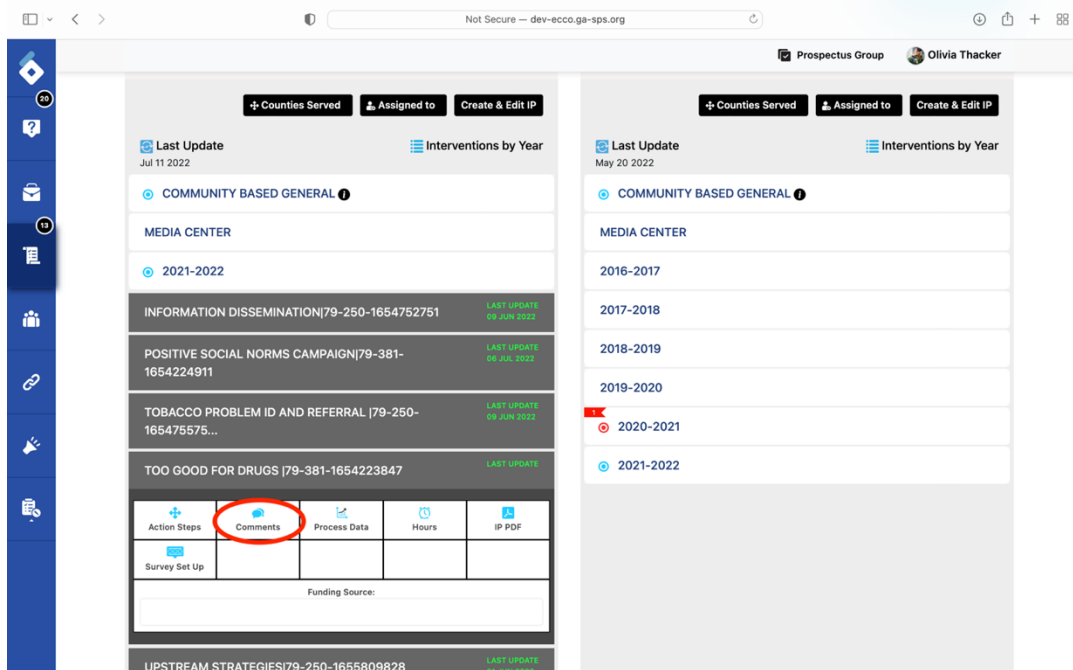 Not Secure — dev-ecco.ga-sps.org
Prospectus Group
Olivia Thacker
20
13
Counties Served
Assigned to
Create & Edit IP
Last Update
Interventions by Year
Jul 11 2022
COMMUNITY BASED GENERAL i
MEDIA CENTER
2021-2022
INFORMATION DISSEMINATION|79-250-1654752751
LAST UPDATE
09 JUN 2022
POSITIVE SOCIAL NORMS CAMPAIGN|79-381-
1654224911
LAST UPDATE
06 JUL 2022
TOBACCO PROBLEM ID AND REFERRAL |79-250-
165475575...
LAST UPDATE
09 JUN 2022
TOO GOOD FOR DRUGS |79-381-1654223847
LAST UPDATE
Action Steps
Comments
Process Data
Hours
IP PDF
Survey Set Up
Funding Source:
UPSTREAM STRATEGIES|79-250-1655809828
LAST UPDATE
Counties Served
Assigned to
Create & Edit IP
Last Update
Interventions by Year
May 20 2022
COMMUNITY BASED GENERAL i
MEDIA CENTER
2016-2017
2017-2018
2018-2019
2019-2020
1
2020-2021
2021-2022